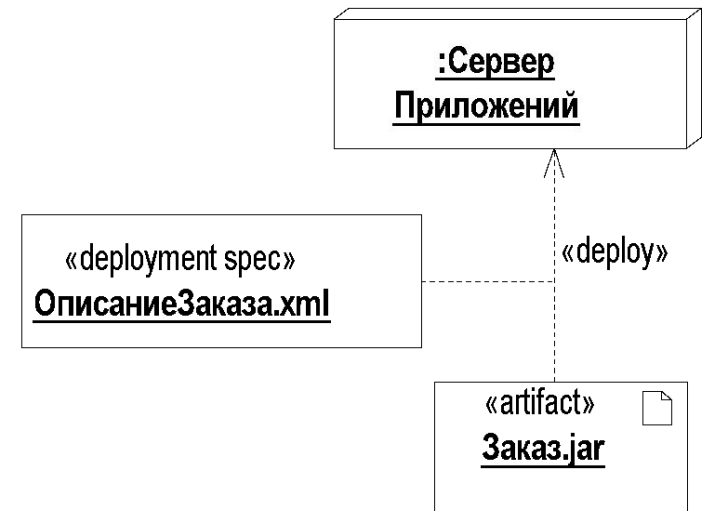 :Сервер
Приложений
«deploy»
«deployment spec»
ОписаниеЗаказа.xml
«artifact»
Заказ.jar